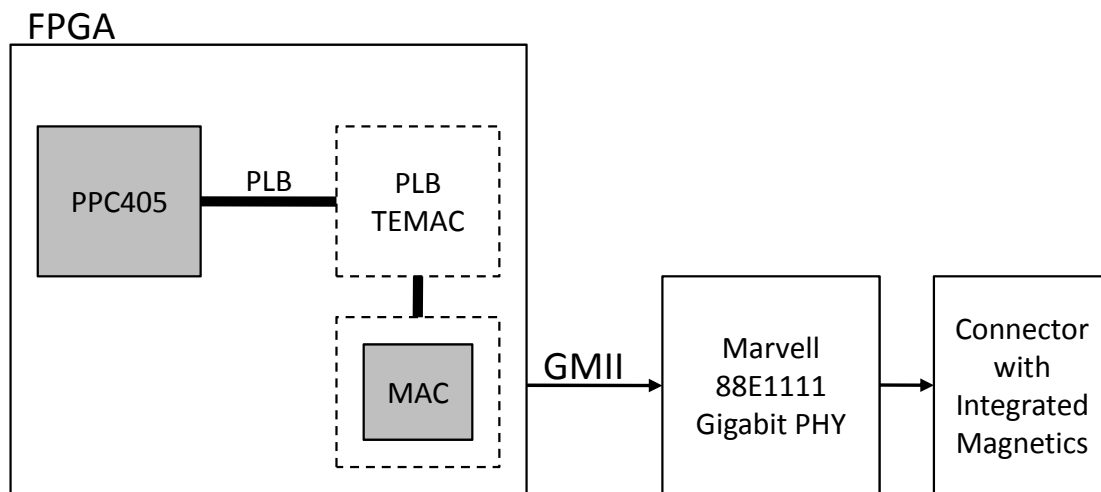 FPGA
PPC405
PLB
PLB
TEMAC
MAC
GMII
Marvell
88E1111
Gigabit PHY
Connector
with
Integrated
Magnetics